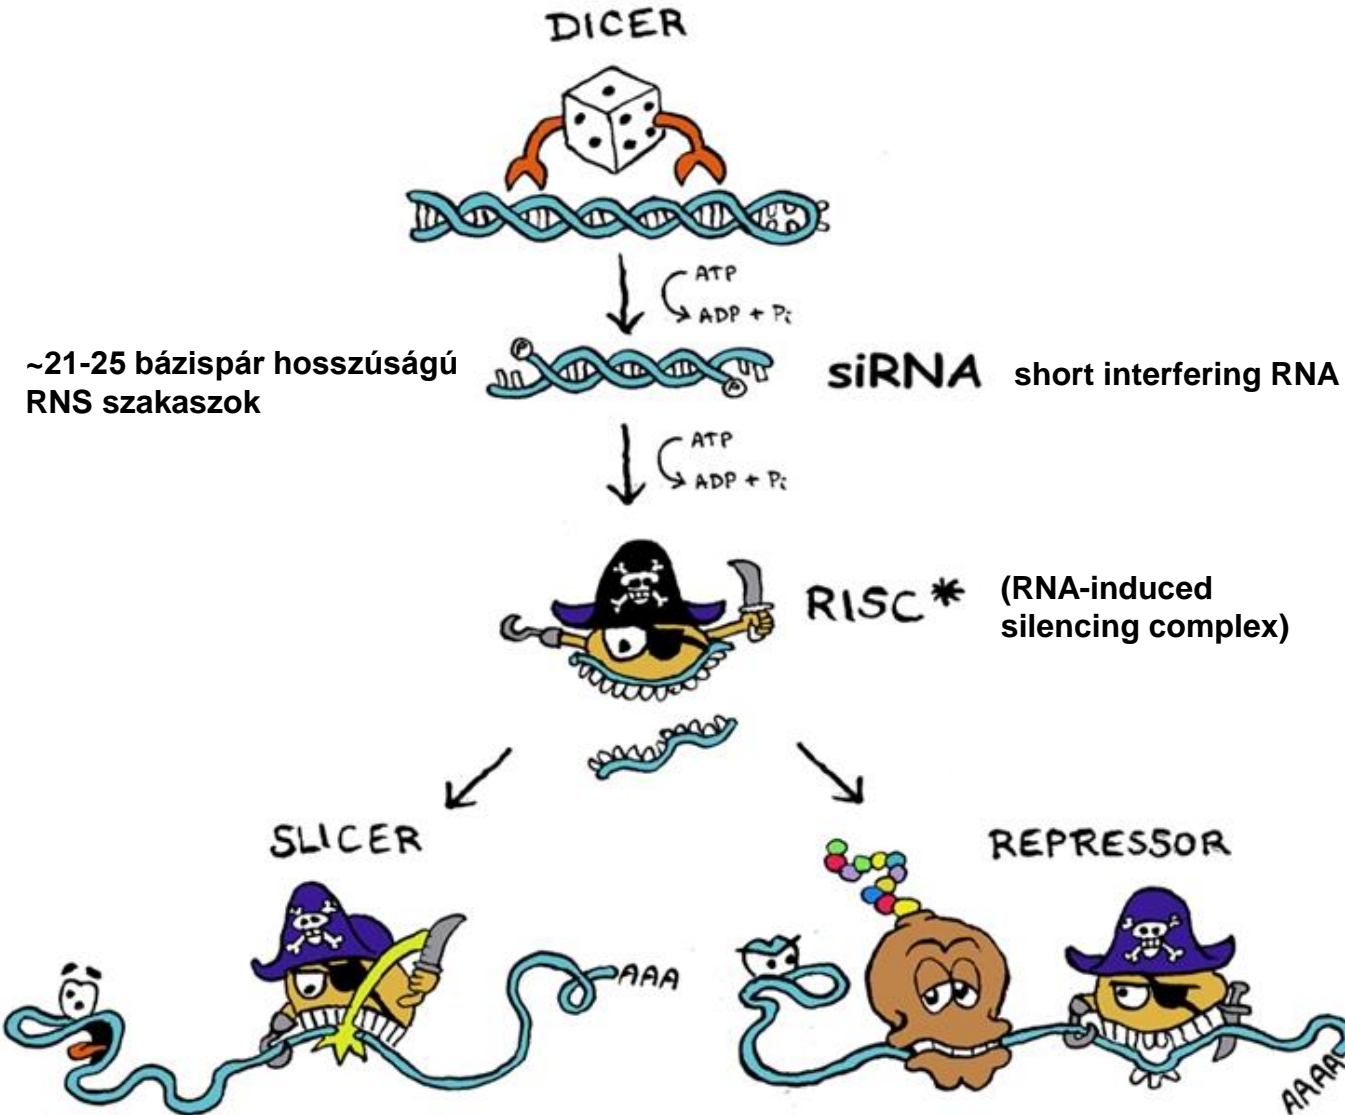 DICER
ATP
ADP + Pi
~21-25 bázispár hosszúságú
RNS szakaszok
P
P
siRNA
short interfering RNA
ATP
ADP + Pi
RISC*
(RNA-induced
silencing complex)
SLICER
REPRESSOR
AAA
AAAA